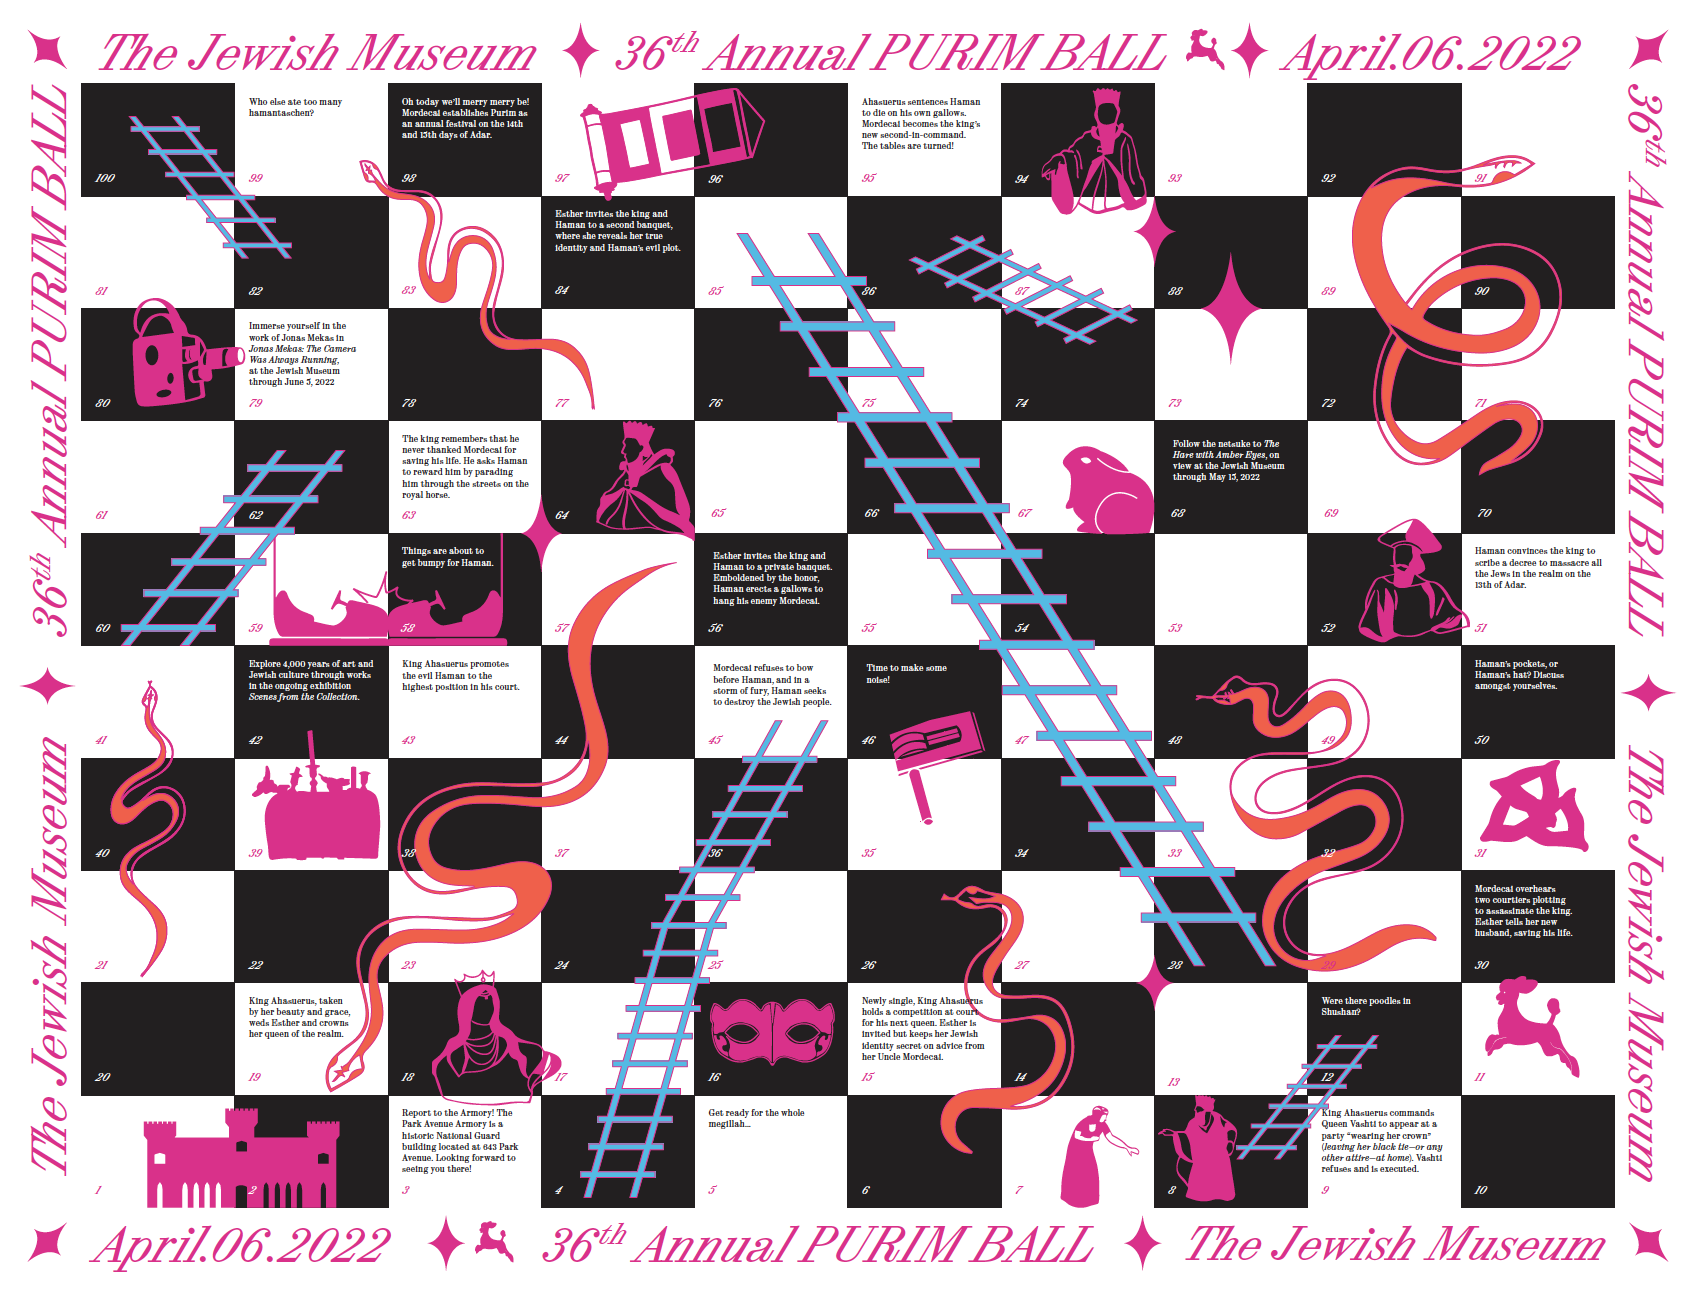 The Jewish Museum 36th Annual PURIM BALL April.06.2022
36th Annual PURIM BALL
The Jewish Museum
36th Annual PURIM BALL
The Jewish Museum
100
Who else ate too many
hamantaschen?
99
Oh today we'll merry merry be!
Mordecai establishes Purim as
an annual festival on the 14th
and 15th days of Adar.
98
97
96
Ahasuerus sentences Haman
to die on his own gallows.
Mordecai becomes the king's
new second-in-command.
The tables are turned!
95
94
93
92
91
81
82
83
Esther invites the king and
Haman to a second banquet,
where she reveals her true
identity and Haman's evil plot.
84
85
86
87
88
89
90
80
Immerse yourself in the
work of Jonas Mekas in
Jonas Mekas: The Camera
Was Always Running,
at the Jewish Museum
through June 5, 2022
79
78
77
76
75
74
73
72
71
61
62
The king remembers that he
never thanked Mordecai for
saving his life. He asks Haman
to reward him by parading
him through the streets on the
royal horse.
63
64
65
66
67
Follow the netsuke to The
Hare with Amber Eyes, on
view at the Jewish Museum
through May 15, 2022
68
69
70
60
59
Things are about to
get bumpy for Haman.
58
57
Esther invites the king and
Haman to a private banquet.
Emboldened by the honor,
Haman erects a gallows to
hang his enemy Mordecai.
56
55
54
53
52
Haman convinces the king to
scribe a decree to massacre all
the Jews in the realm on the
13th of Adar.
51
41
Explore 4,000 years of art and
Jewish culture through works
in the ongoing exhibition
Scenes from the Collection.
42
King Ahasuerus promotes
the evil Haman to the
highest position in his court.
43
44
Mordecai refuses to bow
before Haman, and in a
storm of fury, Haman seeks
to destroy the Jewish people.
45
Time to make some
noise!
46
47
48
49
Haman's pockets, or
Haman's hat? Discuss
amongst yourselves.
50
40
39
38
37
36
35
34
33
32
31
21
22
23
24
25
26
27
28
29
Mordecai overhears
two courtiers plotting
to assassinate the king.
Esther tells her new
husband, saving his life.
30
20
King Ahasuerus, taken
by her beauty and grace,
weds Esther and crowns
her queen of the realm.
19
18
17
16
Newly single, King Ahasuerus
holds a competition at court
for his next queen. Esther is
invited but keeps her Jewish
identity secret on advice from
her Uncle Mordecai.
15
14
13
Were there poodles in
Shushan?
12
11
1
2
Report to the Armory! The
Park Avenue Armory is a
historic National Guard
building located at 643 Park
Avenue. Looking forward to
seeing you there!
3
4
Get ready for the whole
megillah...
5
6
7
8
King Ahasuerus commands
Queen Vashti to appear at a
party “wearing her crown”
(leaving her black tie—or any
other attire—at home). Vashti
refuses and is executed.
9
10
April.06.2022 36th Annual PURIM BALL The Jewish Museum